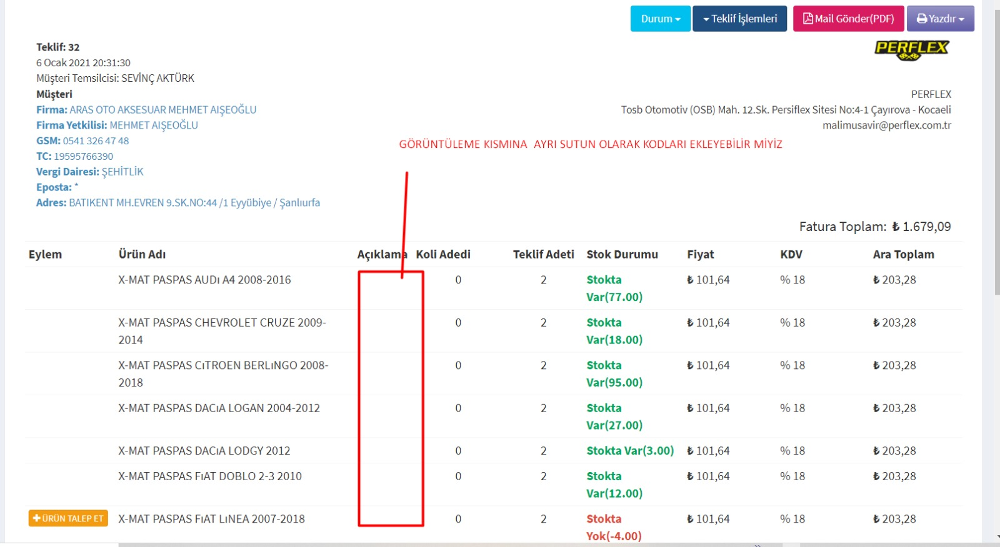 Durum
Teklif İşlemleri
Mail Gönder(PDF)
Yazdır
Teklif: 32
6 Ocak 2021 20:31:30
Müşteri Temsilcisi: SEVİNÇ AKTÜRK
Müşteri
Firma: ARAS OTO AKSESUAR MEHMET AIŞEOĞLU
Firma Yetkilisi: MEHMET AIŞEOĞLU
GSM: 0541 326 47 48
TC: 19595766390
Vergi Dairesi: ŞEHİTLİK
Eposta: *
Adres: BATIKENT MH.EVREN 9.SK.NO:44 /1 Eyyübiye / Şanlıurfa
PERFLEX
PERFLEX
Tosb Otomotiv (OSB) Mah. 12.Sk. Persiflex Sitesi No:4-1 Çayırova - Kocaeli
malimusavir@perflex.com.tr
GÖRÜNTÜLEME KISMINA AYRI SUTUN OLARAK KODLARI EKLEYEBİLİR MİYİZ
Fatura Toplam: ₺ 1.679,09
Eylem Ürün Adı Açıklama Koli Adedi Teklif Adeti Stok Durumu Fiyat KDV Ara Toplam
X-MAT PASPAS AUDı A4 2008-2016 0 2 Stokta ₺ 101,64 % 18 ₺ 203,28
Var(77.00)
X-MAT PASPAS CHEVROLET CRUZE 2009- 0 2 Stokta ₺ 101,64 % 18 ₺ 203,28
2014 Var(18.00)
X-MAT PASPAS CıTROEN BERLıNGO 2008- 0 2 Stokta ₺ 101,64 % 18 ₺ 203,28
2018 Var(95.00)
X-MAT PASPAS DACıA LOGAN 2004-2012 0 2 Stokta ₺ 101,64 % 18 ₺ 203,28
Var(27.00)
X-MAT PASPAS DACıA LODGY 2012 0 2 Stokta Var(3.00) ₺ 101,64 % 18 ₺ 203,28
X-MAT PASPAS FıAT DOBLO 2-3 2010 0 2 Stokta ₺ 101,64 % 18 ₺ 203,28
Var(12.00)
ÜRÜN TALEP ET X-MAT PASPAS FıAT LıNEA 2007-2018 0 2 Stokta ₺ 101,64 % 18 ₺ 203,28
Yok(-4.00)